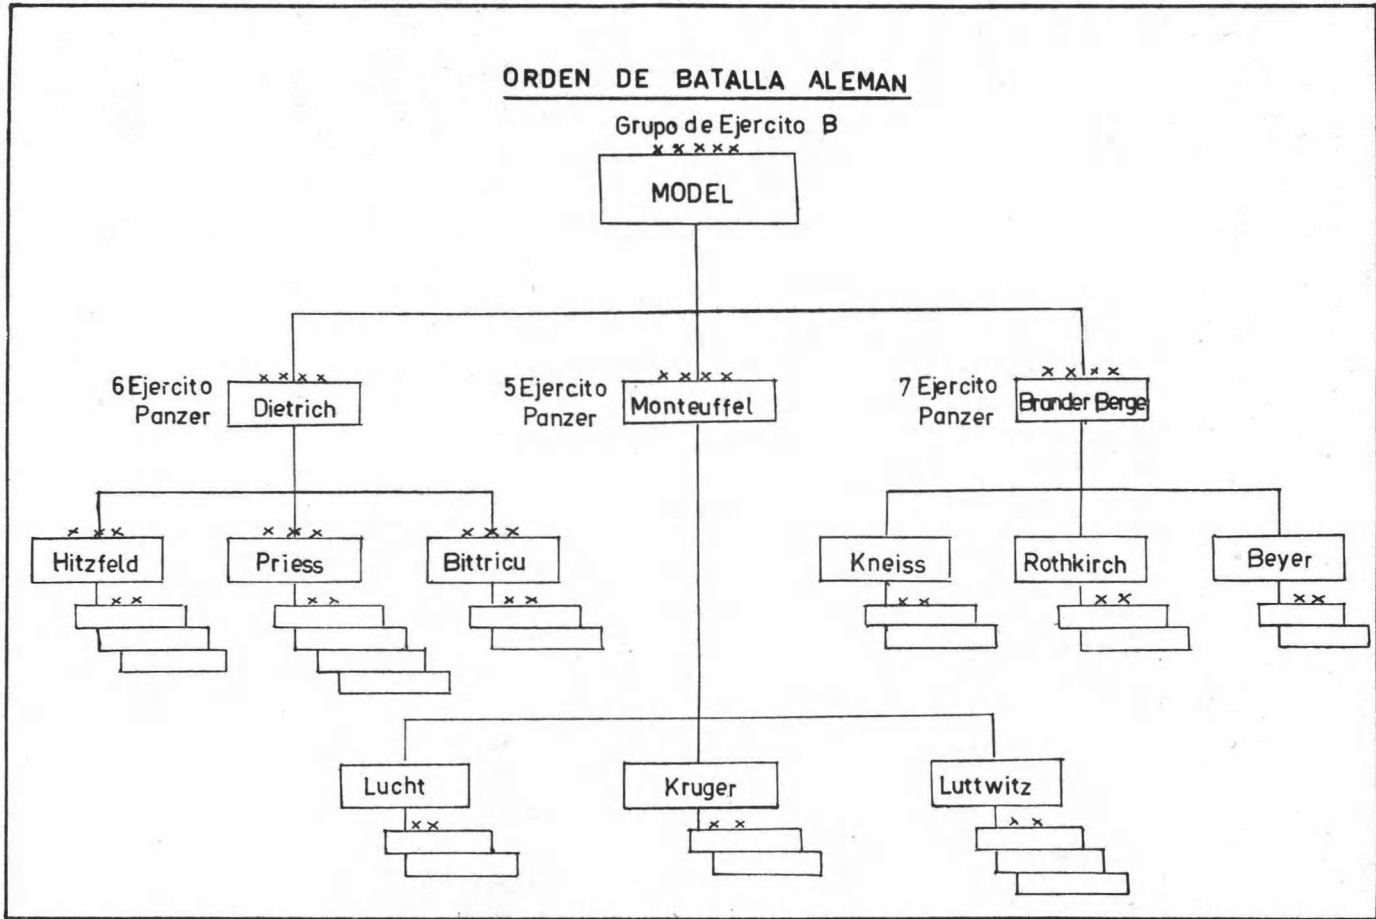 ORDEN DE BATALLA ALEMAN
Grupo de Ejercito B
x x x x x
MODEL
6 Ejercito
Panzer
x x x x
Dietrich
5 Ejercito
Panzer
x x x x
Monteuffel
7 Ejercito
Panzer
x x x x
Brander Berge
x x x
Hitzfeld
x x
x x x
Priess
x x
x x x
Bittricu
x x
Kneiss
x x
Rothkirch
x x
Beyer
x x
Lucht
x x
Kruger
x x
Luttwitz
x x